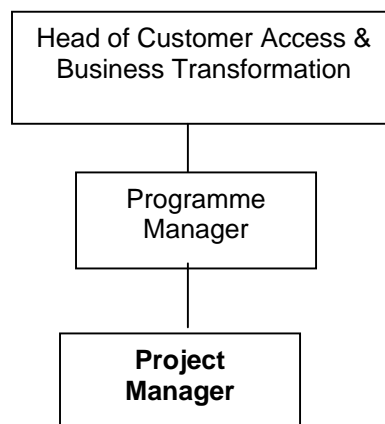 Head of Customer Access &
Business Transformation
Programme
Manager
Project
Manager